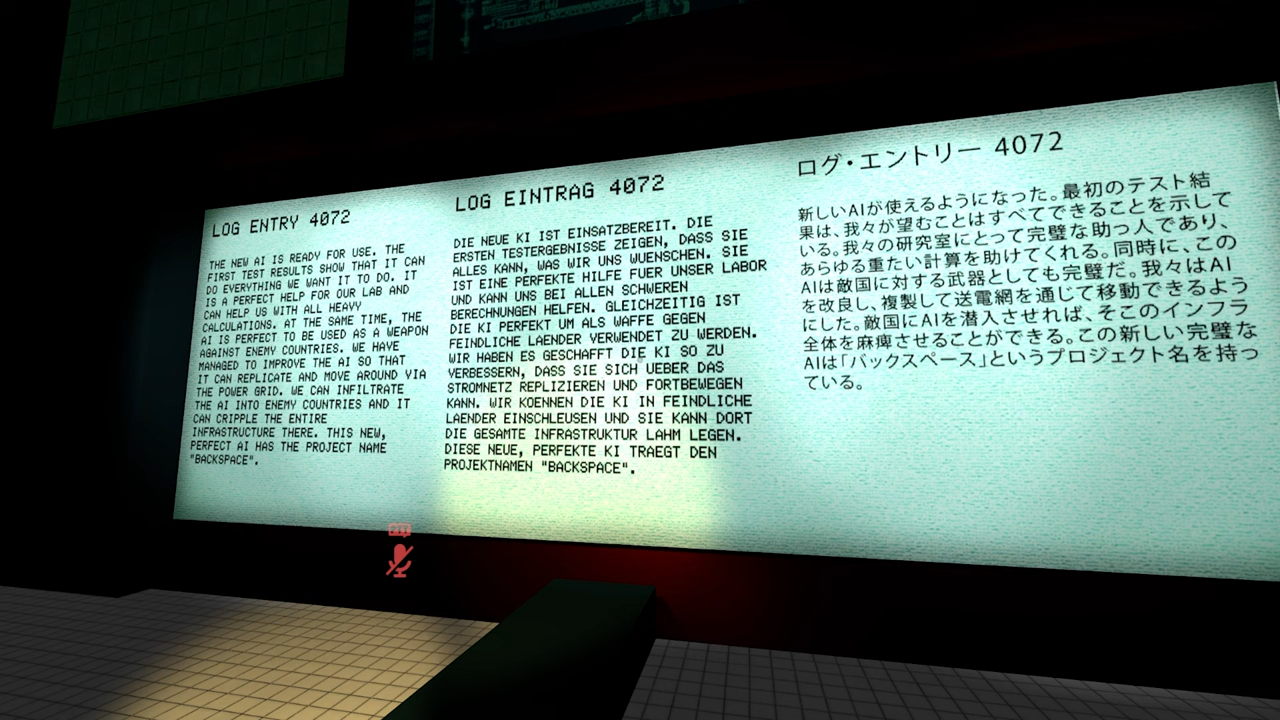 LOG ENTRY 4072
THE NEW AI IS READY FOR USE. THE
FIRST TEST RESULTS SHOW THAT IT CAN
DO EVERYTHING WE WANT IT TO DO. IT
IS A PERFECT HELP FOR OUR LAB AND
CAN HELP US WITH ALL HEAVY
CALCULATIONS. AT THE SAME TIME, THE
AI IS PERFECT TO BE USED AS A WEAPON
AGAINST ENEMY COUNTRIES. WE HAVE
MANAGED TO IMPROVE THE AI SO THAT
IT CAN REPLICATE AND MOVE AROUND VIA
THE POWER GRID. WE CAN INFILTRATE
THE AI INTO ENEMY COUNTRIES AND IT
CAN CRIPPLE THE ENTIRE
INFRASTRUCTURE THERE. THIS NEW,
PERFECT AI HAS THE PROJECT NAME
"BACKSPACE".
LOG EINTRAG 4072
DIE NEUE KI IST EINSATZBEREIT. DIE
ERSTEN TESTERGEBNISSE ZEIGEN, DASS SIE
ALLES KANN, WAS WIR UNS WUENSCHEN. SIE
IST EINE PERFEKTE HILFE FUER UNSER LABOR
UND KANN UNS BEI ALLEN SCHWEREN
BERECHNUNGEN HELFEN. GLEICHZEITIG IST
DIE KI PERFEKT UM ALS WAFFE GEGEN
FEINDLICHE LAENDER VERWENDET ZU WERDEN.
WIR HABEN ES GESCHAFFT DIE KI SO ZU
VERBESSERN, DASS SIE SICH UEBER DAS
STROMNETZ REPLIZIEREN UND FORTBEWEGEN
KANN. WIR KOENNEN DIE KI IN FEINDLICHE
LAENDER EINSCHLEUSEN UND SIE KANN DORT
DIE GESAMTE INFRASTRUKTUR LAHM LEGEN.
DIESE NEUE, PERFEKTE KI TRAEGT DEN
PROJEKTNAMEN "BACKSPACE".
ログ・エントリー 4072
新しいAIが使えるようになった。最初のテスト結
果は、我々が望むことはすべてできることを示して
いる。我々の研究室にとって完璧な助っ人であり、
あらゆる重たい計算を助けてくれる。同時に、この
AIは敵国に対する武器としても完璧だ。我々はAI
を改良し、複製して送電網を通じて移動できるよう
にした。敵国にAIを潜入させれば、そこのインフラ
全体を麻痺させることができる。この新しい完璧な
AIは「バックスペース」というプロジェクト名を持っ
ている。